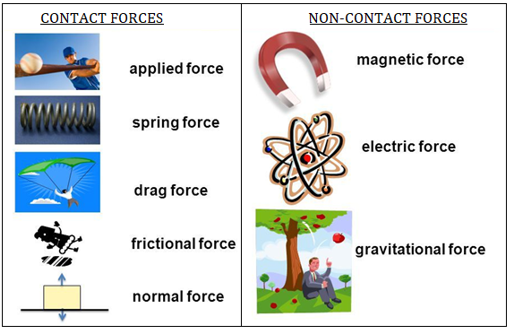 CONTACT FORCES
applied force
spring force
drag force
frictional force
normal force
NON-CONTACT FORCES
magnetic force
electric force
gravitational force